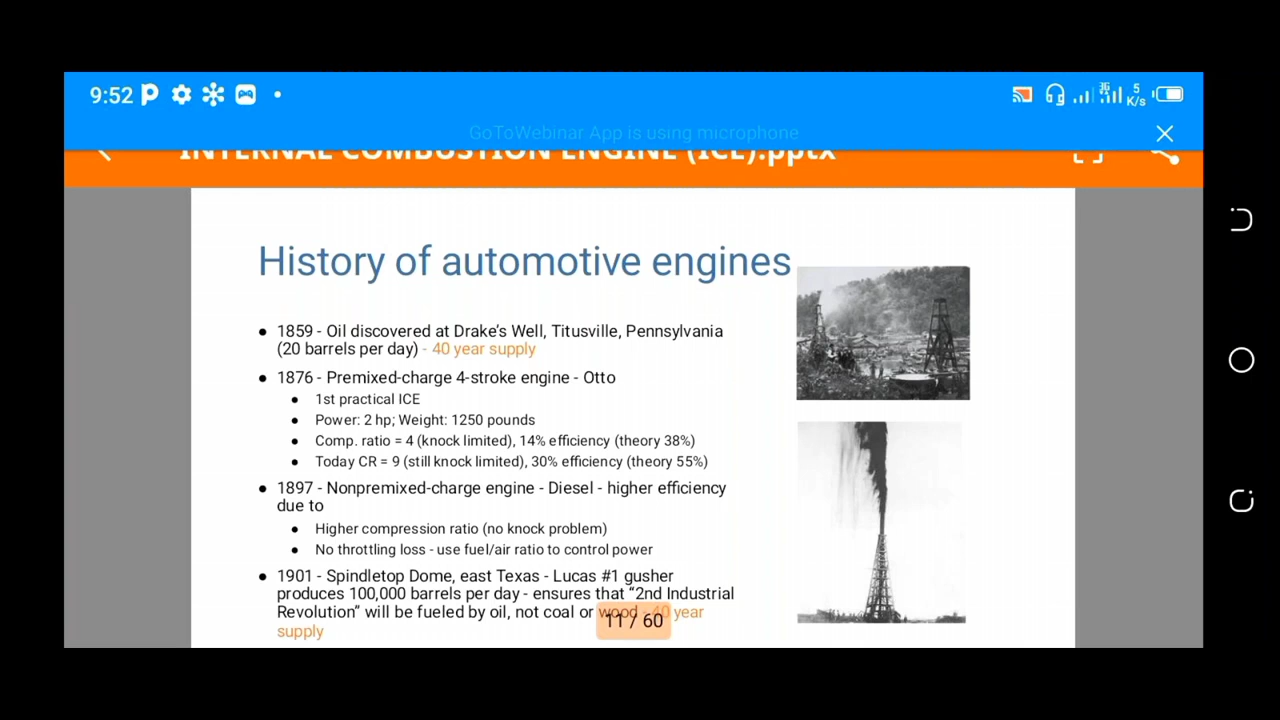 9:52
36
5
K/s
GoToWebinar App is using microphone
INTERNAL COMBUSTION ENGINE (ICE).pptx
History of automotive engines
• 1859 - Oil discovered at Drake's Well, Titusville, Pennsylvania
(20 barrels per day) - 40 year supply
• 1876 - Premixed-charge 4-stroke engine - Otto
• 1st practical ICE
• Power: 2 hp; Weight: 1250 pounds
• Comp. ratio = 4 (knock limited), 14% efficiency (theory 38%)
• Today CR = 9 (still knock limited), 30% efficiency (theory 55%)
• 1897 - Nonpremixed-charge engine - Diesel - higher efficiency
due to
• Higher compression ratio (no knock problem)
• No throttling loss - use fuel/air ratio to control power
• 1901 - Spindletop Dome, east Texas - Lucas #1 gusher
produces 100,000 barrels per day - ensures that “2nd Industrial
Revolution” will be fueled by oil, not coal or wood - 40 year
supply
11 / 60